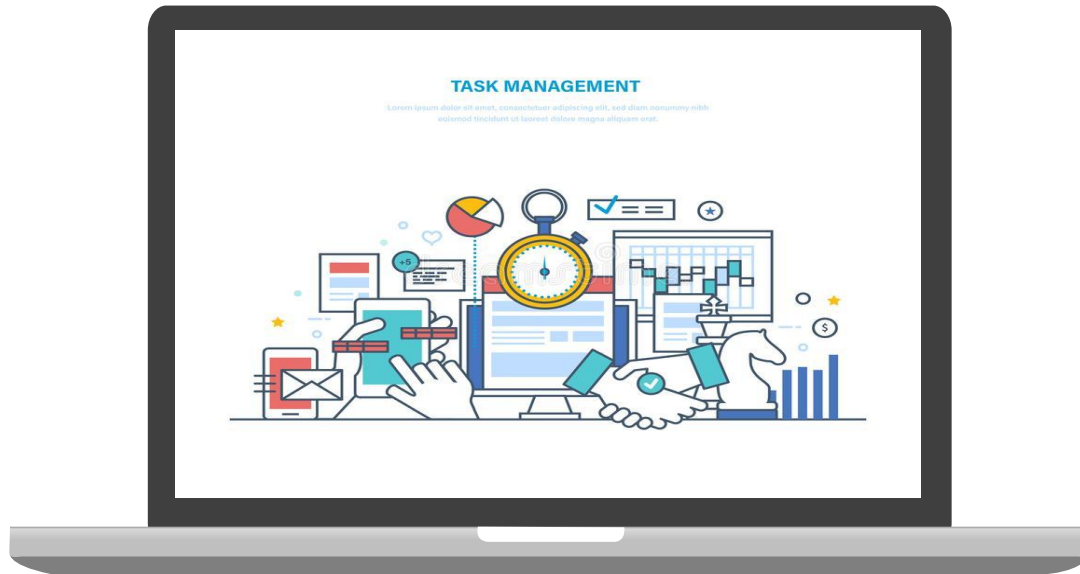 TASK MANAGEMENT
Lorem ipsum dolor sit amet, consectetuer adipiscing elit, sed diam nonummy nibh
euismod tincidunt ut laoreet dolore magna aliquam erat.
+5
$